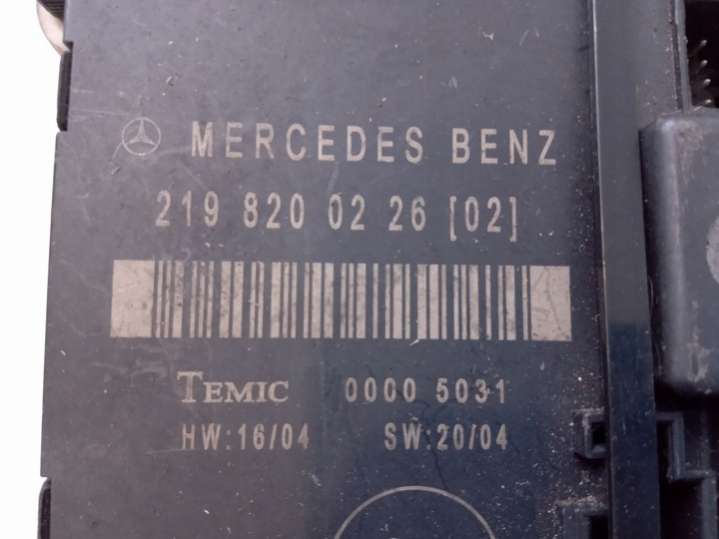 MERCEDES BENZ
219 820 02 26 [02]
TEMIC 0000 5031
HW:16/04 SW:20/04